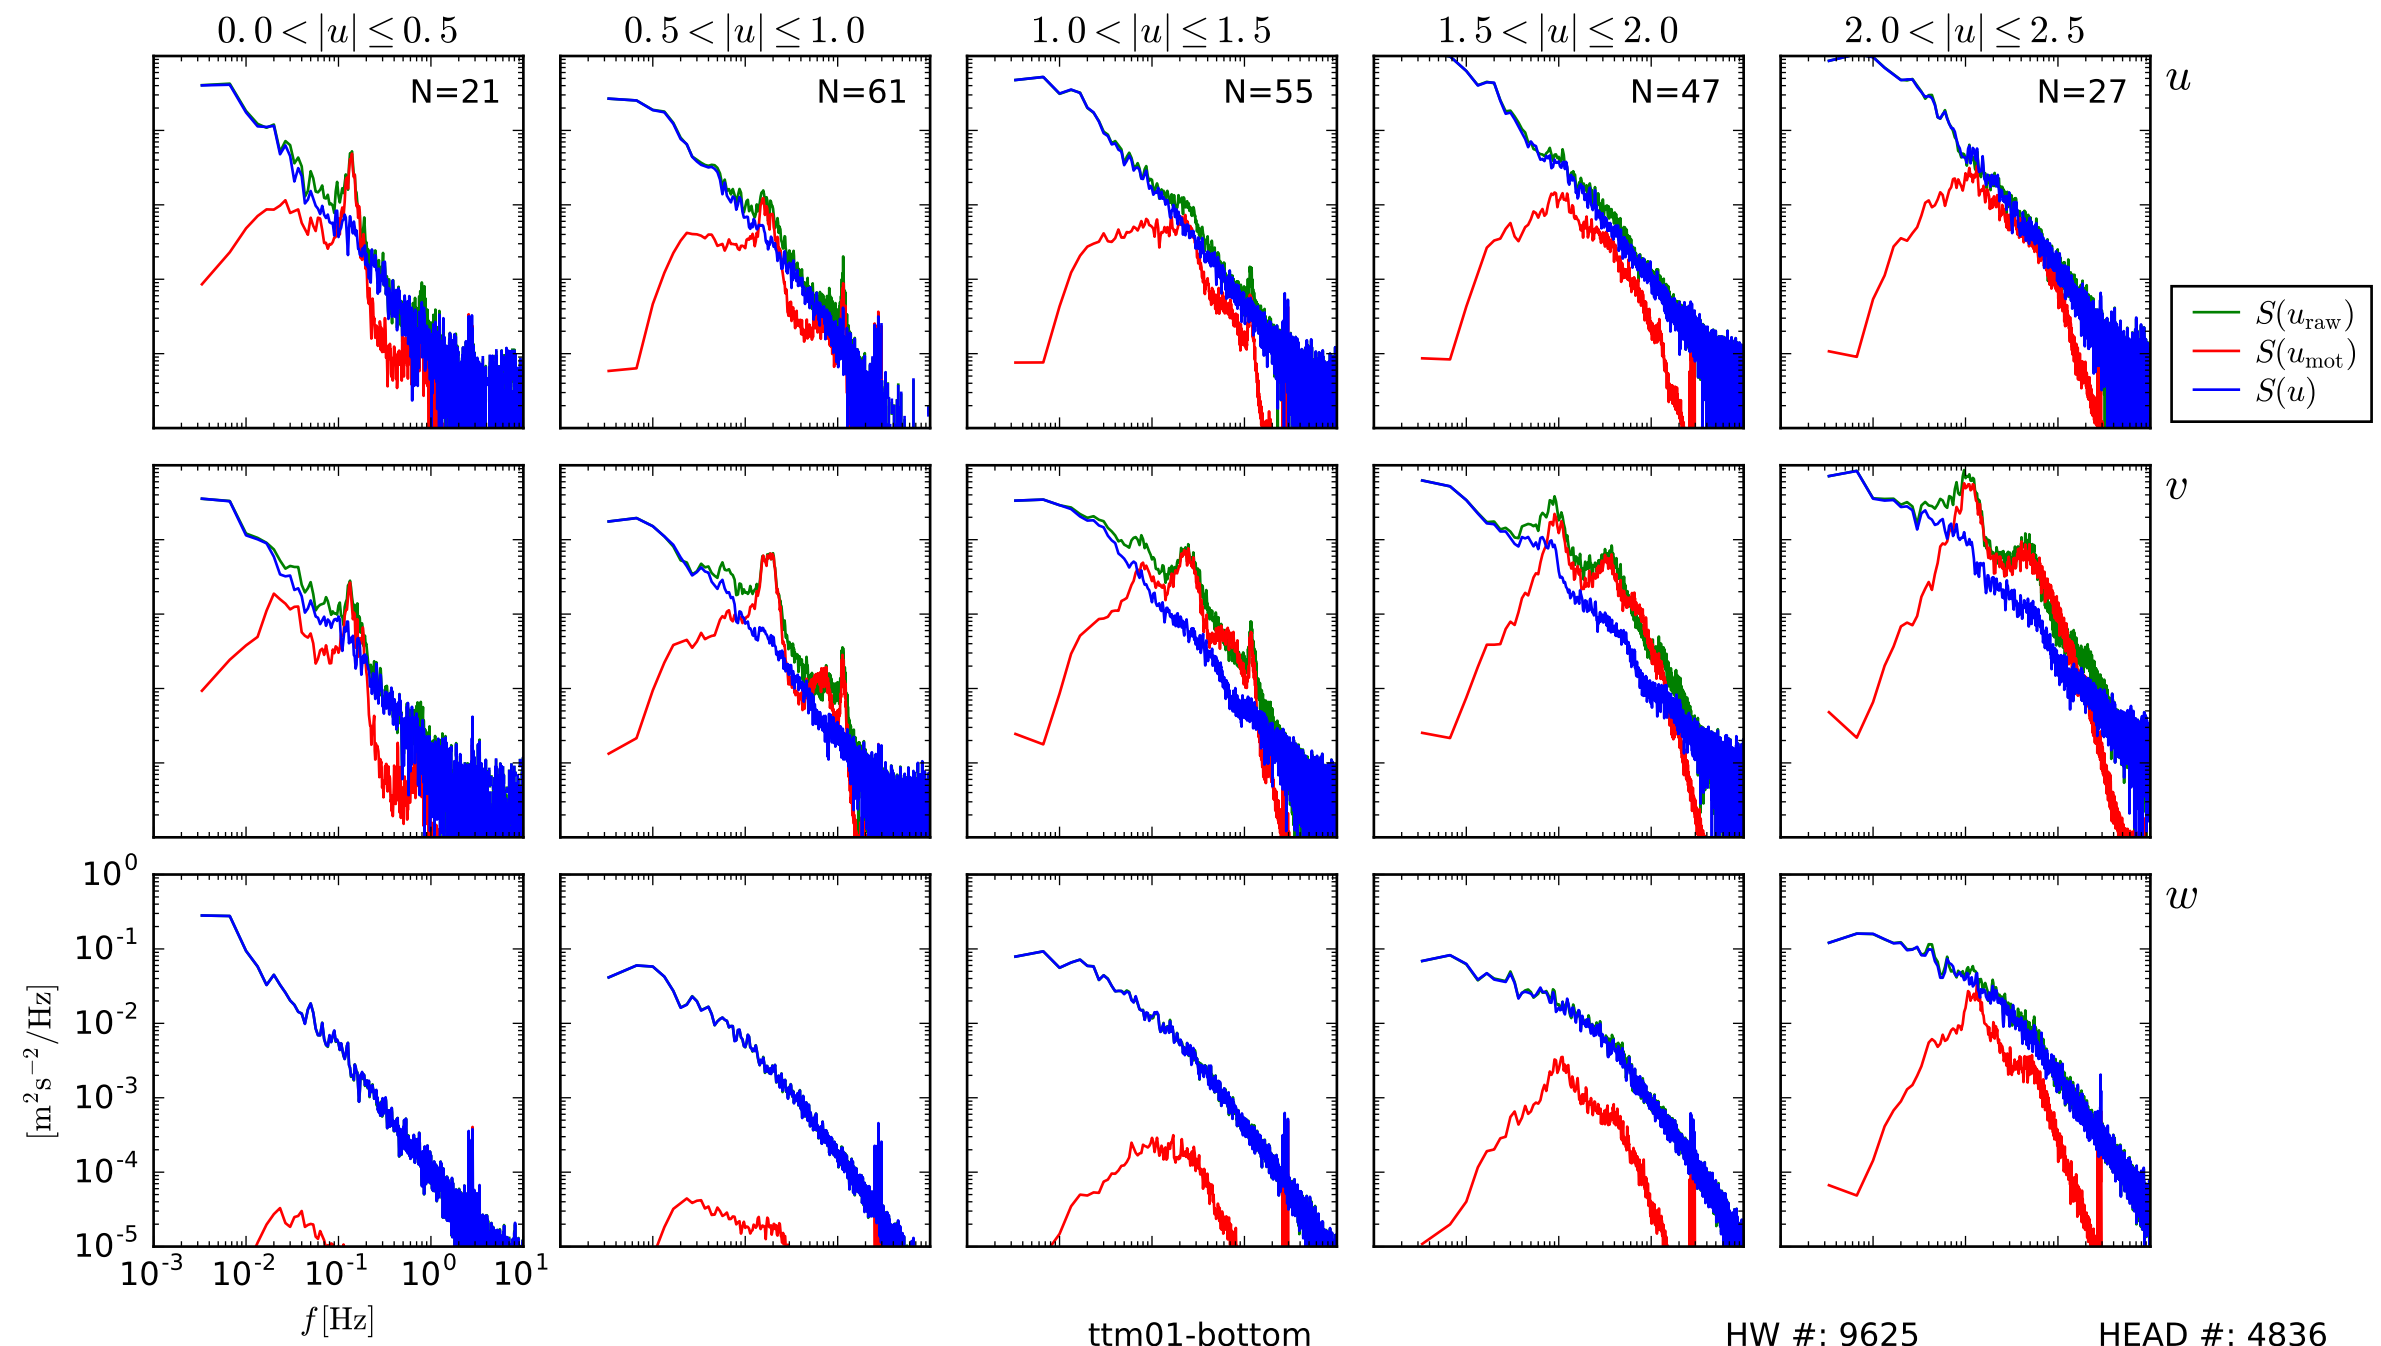 0.0 < |u| ≤ 0.5
0.5 < |u| ≤ 1.0
1.0 < |u| ≤ 1.5
1.5 < |u| ≤ 2.0
2.0 < |u| ≤ 2.5
N=21
N=61
N=55
N=47
N=27
u
S(u_raw)
S(u_mot)
S(u)
v
w
10^0
10^-1
10^-2
10^-3
10^-4
10^-5
[m^2s^−2/Hz]
10^-3
10^-2
10^-1
10^0
10^1
f [Hz]
ttm01-bottom
HW #: 9625
HEAD #: 4836